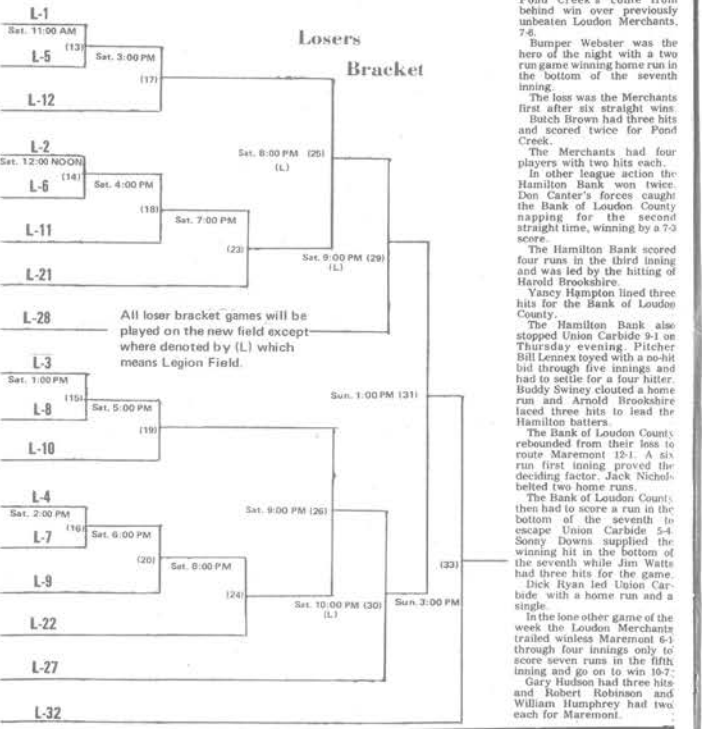 Losers
Bracket
L-1
Sat. 11:00 AM
(13)
L-5
Sat. 3:00 PM
(17)
L-12
L-2
Sat. 12:00 NOON
(14)
L-6
Sat. 4:00 PM
(18)
L-11
Sat. 7:00 PM
(23)
L-21
Sat. 8:00 PM (25)
(L)
Sat. 9:00 PM (29)
(L)
L-28
All loser bracket games will be
played on the new field except
where denoted by (L) which
means Legion Field.
L-3
Sat. 1:00 PM
(15)
L-8
Sat. 5:00 PM
(19)
L-10
Sun. 1:00 PM (31)
L-4
Sat. 2:00 PM
(16)
L-7
Sat. 6:00 PM
(20)
L-9
Sat. 8:00 PM
(24)
L-22
Sat. 9:00 PM (26)
Sat. 10:00 PM (30)
(L)
Sun. 3:00 PM
(33)
L-27
L-32
Pond Creek's come from
behind win over previously
unbeaten Loudon Merchants,
7-6.
Bumper Webster was the
hero of the night with a two
run game winning home run in
the bottom of the seventh
inning.
The loss was the Merchants
first after six straight wins.
Butch Brown had three hits
and scored twice for Pond
Creek.
The Merchants had four
players with two hits each.
In other league action the
Hamilton Bank won twice.
Don Canter's forces caught
the Bank of Loudon County
napping for the second
straight time, winning by a 7-3
score.
The Hamilton Bank scored
four runs in the third inning
and was led by the hitting of
Harold Brookshire.
Yancy Hampton lined three
hits for the Bank of Loudon
County.
The Hamilton Bank also
stopped Union Carbide 9-1 on
Thursday evening. Pitcher
Bill Lennex toyed with a no-hit
bid through five innings and
had to settle for a four hitter.
Buddy Swiney clouted a home
run and Arnold Brookshire
laced three hits to lead the
Hamilton batters.
The Bank of Loudon County
rebounded from their loss to
route Maremont 12-1. A six
run first inning proved the
deciding factor. Jack Nichols
belted two home runs.
The Bank of Loudon County
then had to score a run in the
bottom of the seventh to
escape Union Carbide 5-4.
Sonny Downs supplied the
winning hit in the bottom of
the seventh while Jim Watts
had three hits for the game.
Dick Ryan led Union Car-
bide with a home run and a
single.
In the lone other game of the
week the Loudon Merchants
trailed winless Maremont 6-1
through four innings only to
score seven runs in the fifth
inning and go on to win 10-7.
Gary Hudson had three hits
and Robert Robinson and
William Humphrey had two
each for Maremont.